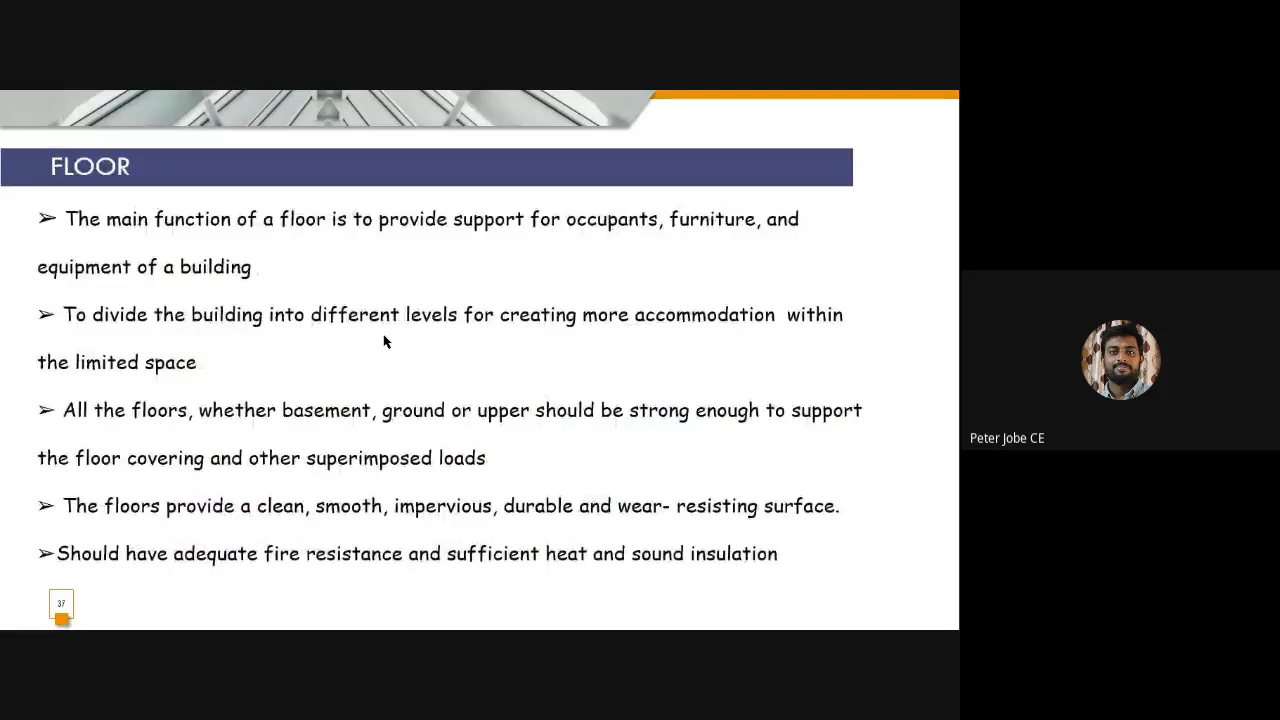 FLOOR
➢ The main function of a floor is to provide support for occupants, furniture, and
equipment of a building
➢ To divide the building into different levels for creating more accommodation within
the limited space
➢ All the floors, whether basement, ground or upper should be strong enough to support
the floor covering and other superimposed loads
➢ The floors provide a clean, smooth, impervious, durable and wear- resisting surface.
➢Should have adequate fire resistance and sufficient heat and sound insulation
37
Peter Jobe CE